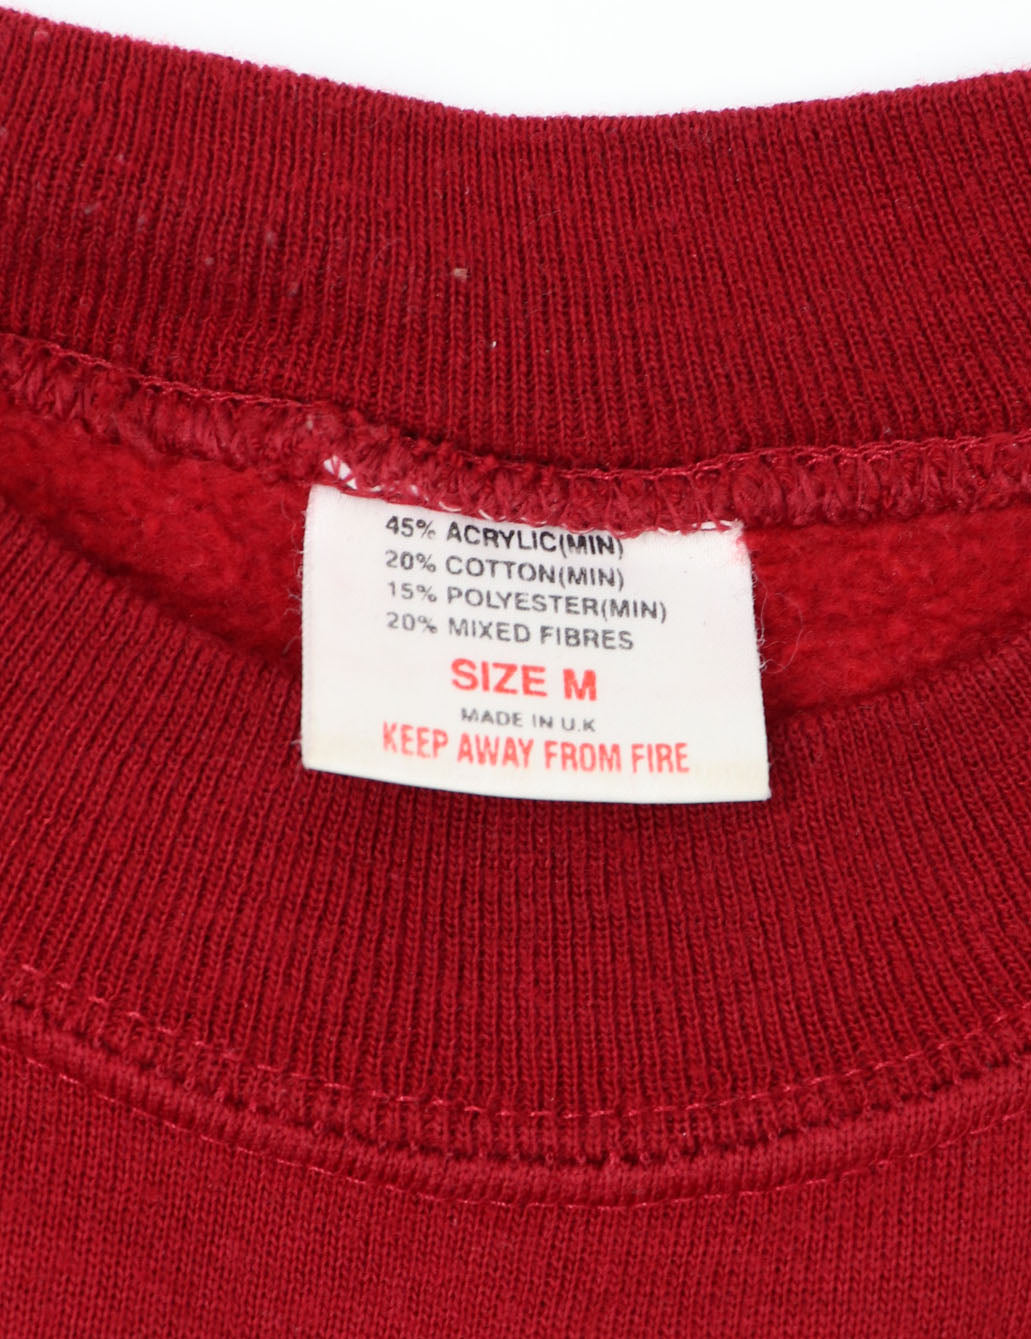 45% ACRYLIC(MIN)
20% COTTON(MIN)
15% POLYESTER(MIN)
20% MIXED FIBRES
SIZE M
MADE IN U.K
KEEP AWAY FROM FIRE